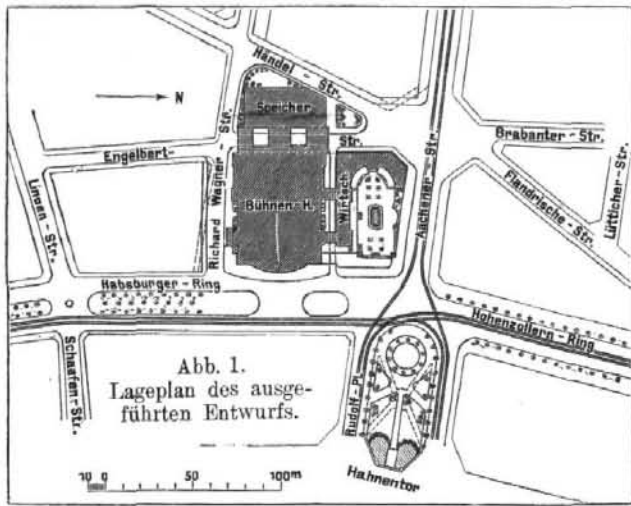 Händel - Str.
N
Speicher
Str.
Engelbert-
Brabanter - Str.
Lütticher - Str.
Flandrische - Str.
Aachener - Str.
Wirtsch.
Bühnen - H.
Richard Wagner - Str.
Lingen - Str.
Habsburger - Ring
Hohenzollern - Ring
Schaafen - Str.
Abb. 1.
Lageplan des ausge-
führten Entwurfs.
Rudolf - Pl.
Hahnentor
10 0 50 100m